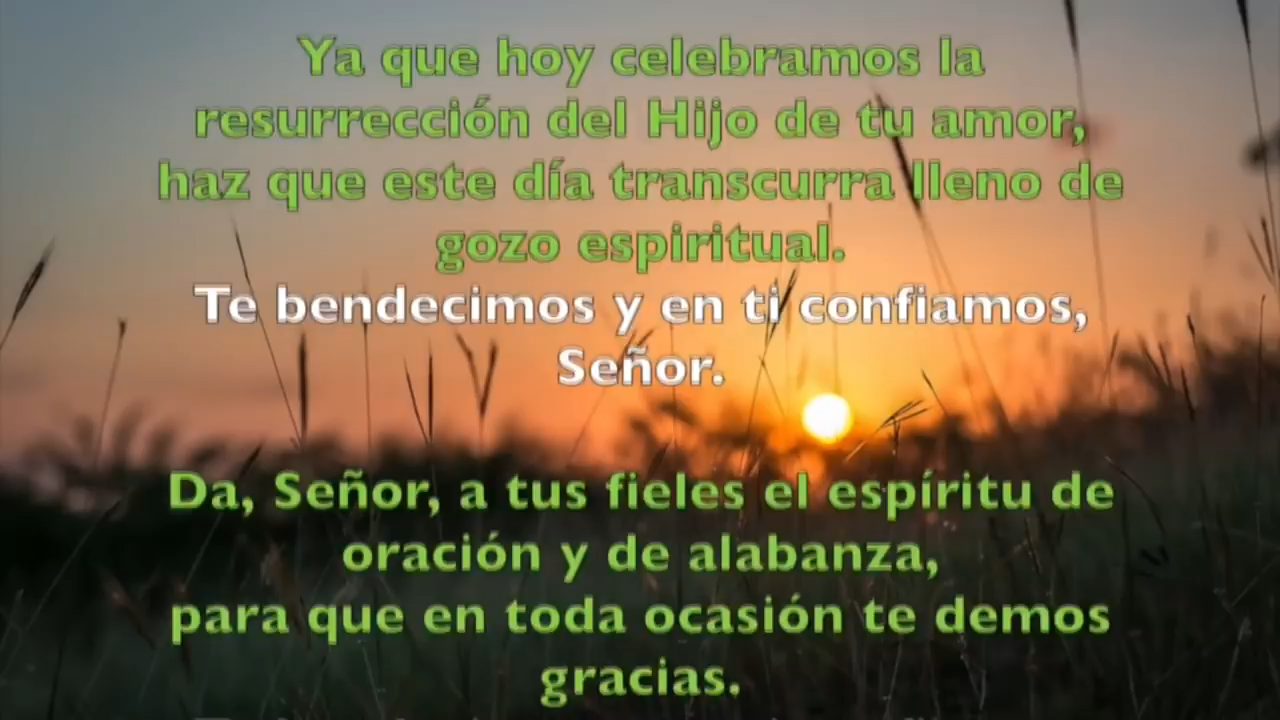 Ya que hoy celebramos la
resurrección del Hijo de tu amor,
haz que este día transcurra lleno de
gozo espiritual.
Te bendecimos y en ti confiamos,
Señor.
Da, Señor, a tus fieles el espíritu de
oración y de alabanza,
para que en toda ocasión te demos
gracias.